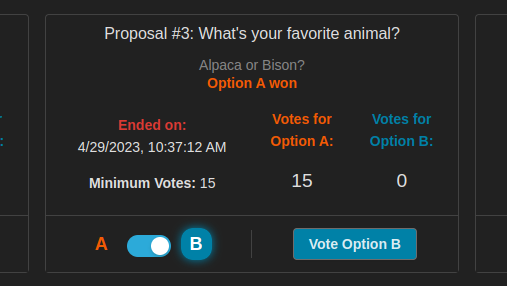 Proposal #3: What's your favorite animal?
Alpaca or Bison?
Option A won
Ended on:
4/29/2023, 10:37:12 AM
Minimum Votes: 15
Votes for
Option A:
15
Votes for
Option B:
0
A
B
Vote Option B